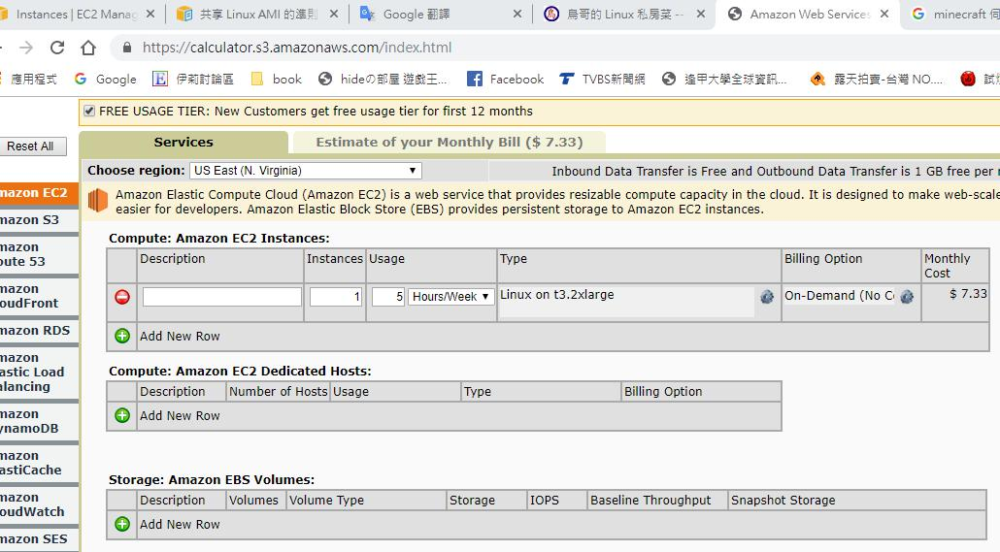 Instances | EC2 Manag
共享 Linux AMI 的準則
Google 翻譯
鳥哥的 Linux 私房菜 --
Amazon Web Services
minecraft 伺
https://calculator.s3.amazonaws.com/index.html
應用程式
Google
伊莉討論區
book
hideの部屋 遊戲王...
Facebook
TVBS新聞網
逢甲大學全球資訊...
露天拍賣-台灣 NO....
FREE USAGE TIER: New Customers get free usage tier for first 12 months
Reset All
Services
Estimate of your Monthly Bill ($ 7.33)
Choose region: US East (N. Virginia)
Inbound Data Transfer is Free and Outbound Data Transfer is 1 GB free per
mazon EC2
mazon S3
mazon
oute 53
mazon
oudFront
mazon RDS
mazon
astic Load
alancing
mazon
ynamoDB
mazon
astiCache
mazon
oudWatch
mazon SES
Amazon Elastic Compute Cloud (Amazon EC2) is a web service that provides resizable compute capacity in the cloud. It is designed to make web-scale
easier for developers. Amazon Elastic Block Store (EBS) provides persistent storage to Amazon EC2 instances.
Compute: Amazon EC2 Instances:
Description Instances Usage Type Billing Option Monthly
Cost
1 5 Hours/Week Linux on t3.2xlarge On-Demand (No C $ 7.33
Add New Row
Compute: Amazon EC2 Dedicated Hosts:
Description Number of Hosts Usage Type Billing Option
Add New Row
Storage: Amazon EBS Volumes:
Description Volumes Volume Type Storage IOPS Baseline Throughput Snapshot Storage
Add New Row